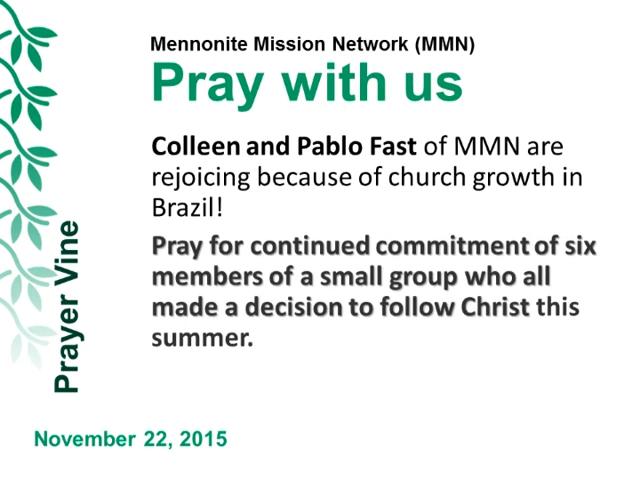 Mennonite Mission Network (MMN)
Pray with us
Colleen and Pablo Fast of MMN are
rejoicing because of church growth in
Brazil!
Pray for continued commitment of six
members of a small group who all
made a decision to follow Christ this
summer.
Prayer Vine
November 22, 2015